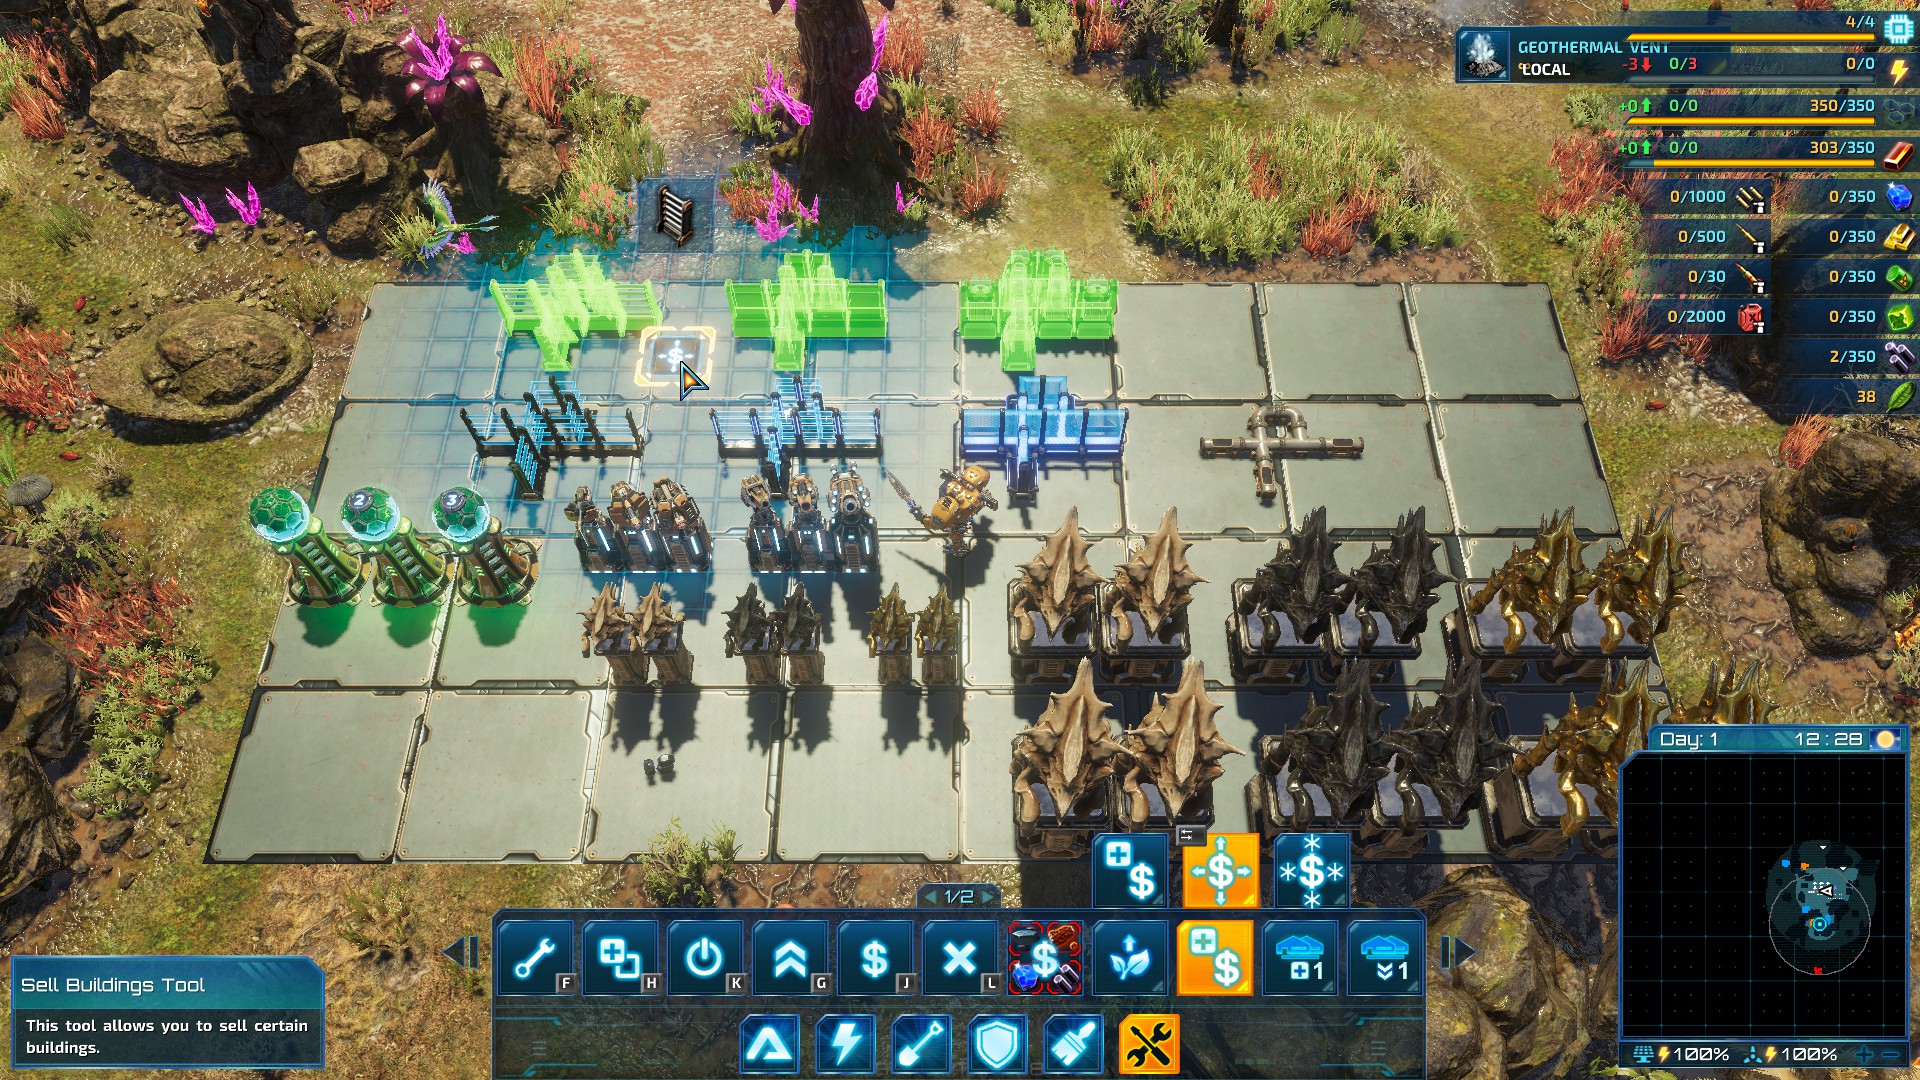 4/4
GEOTHERMAL VENT
LOCAL
-3 0/3
0/0
+0 0/0
350/350
+0 0/0
303/350
0/1000
0/350
0/500
0/350
0/30
0/350
0/2000
0/350
2/350
38
2
3
Day: 1
12:28
1/2
F
H
K
G
J
L
1
1
Sell Buildings Tool
This tool allows you to sell certain
buildings.
100%
100%